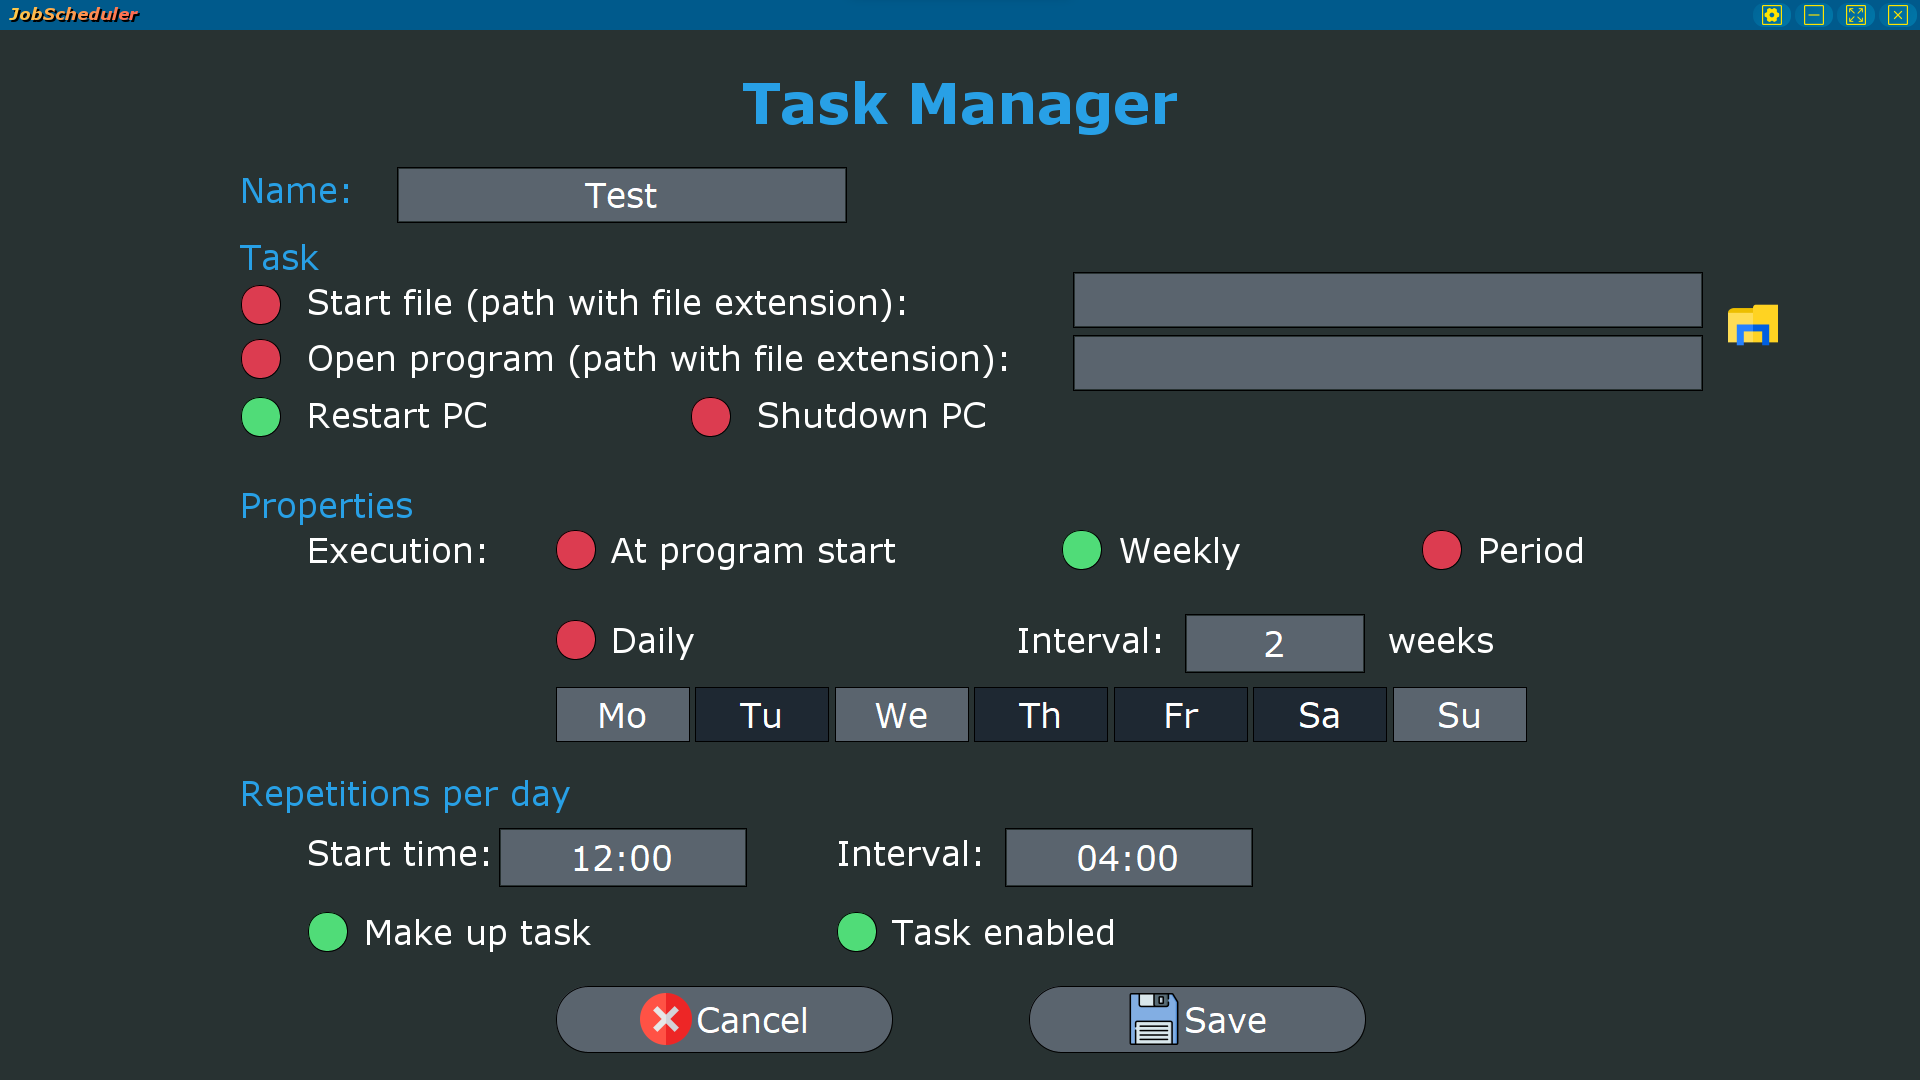 JobScheduler
Task Manager
Name: Test
Task
Start file (path with file extension):
Open program (path with file extension):
Restart PC Shutdown PC
Properties
Execution: At program start Weekly Period
Daily Interval: 2 weeks
Mo Tu We Th Fr Sa Su
Repetitions per day
Start time: 12:00 Interval: 04:00
Make up task Task enabled
Cancel Save